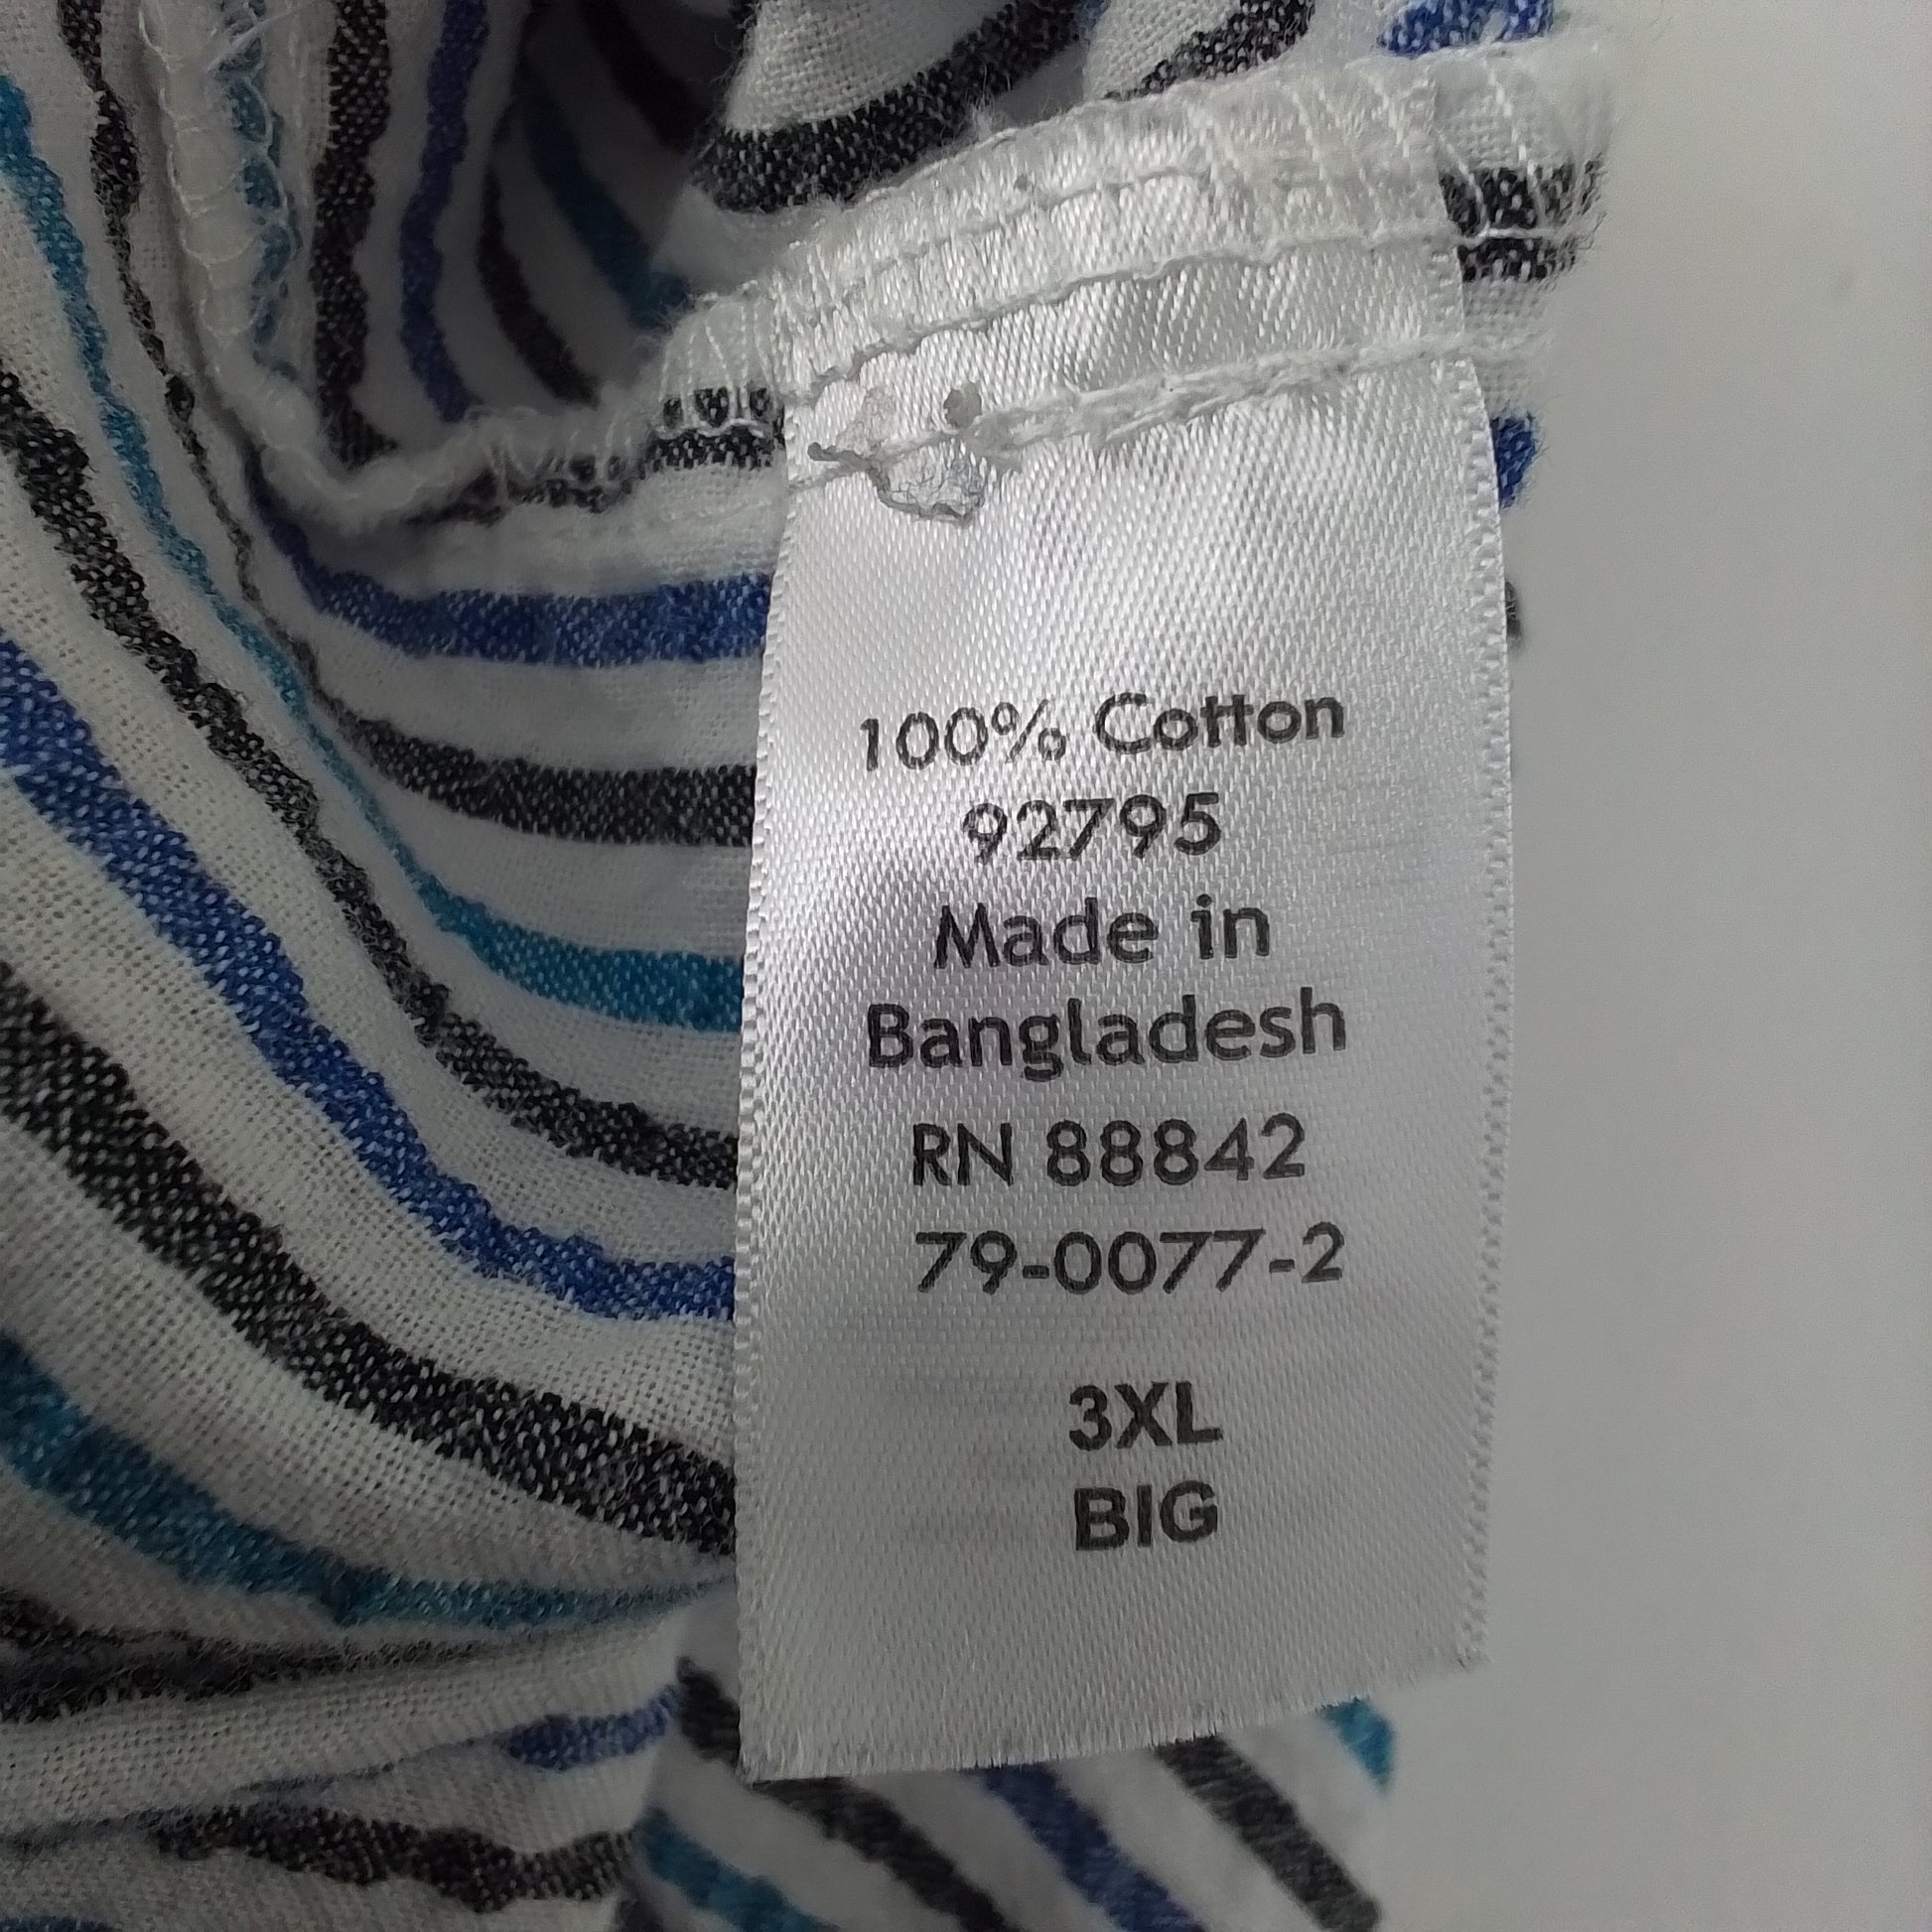 100% Cotton
92795
Made in
Bangladesh
RN 88842
79-0077-2
3XL
BIG